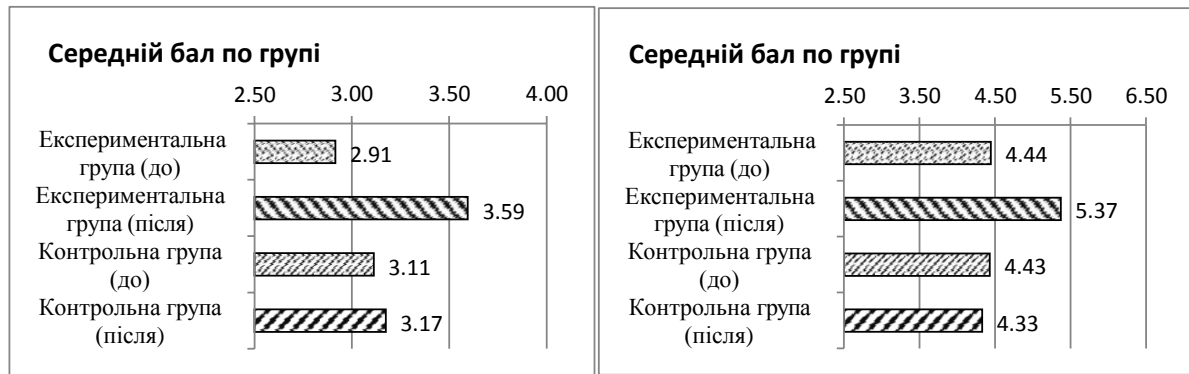 Середній бал по групі
2.50 3.00 3.50 4.00
Експериментальна
група (до)
2.91
Експериментальна
група (після)
3.59
Контрольна група
(до)
3.11
Контрольна група
(після)
3.17
Середній бал по групі
2.50 3.50 4.50 5.50 6.50
Експериментальна
група (до)
4.44
Експериментальна
група (після)
5.37
Контрольна група
(до)
4.43
Контрольна група
(після)
4.33